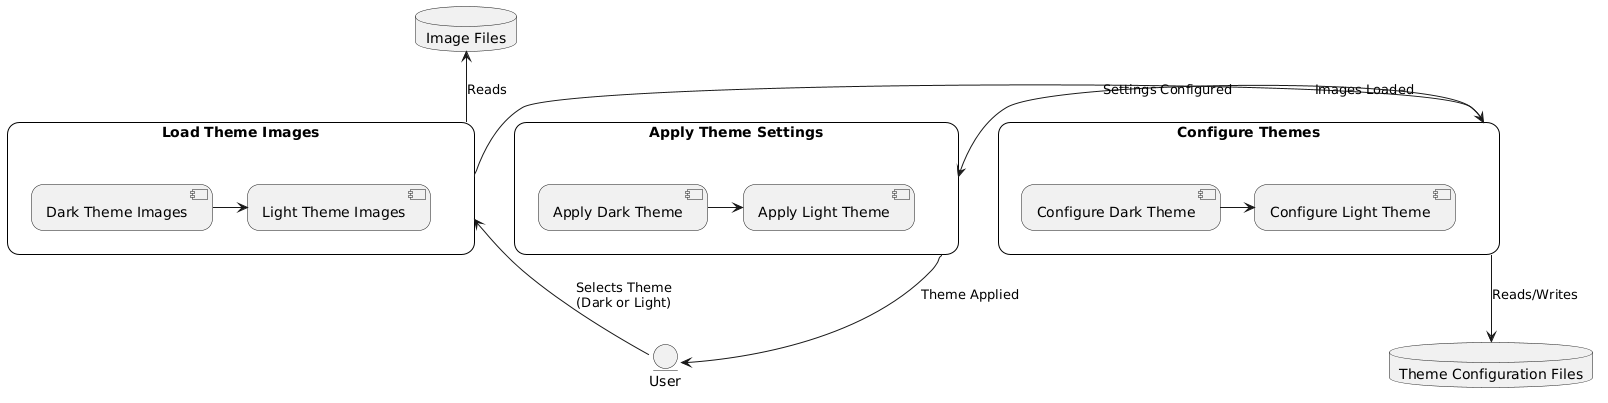 Image Files
Reads
Settings Configured
Images Loaded
Load Theme Images
Apply Theme Settings
Configure Themes
Dark Theme Images
Light Theme Images
Apply Dark Theme
Apply Light Theme
Configure Dark Theme
Configure Light Theme
Selects Theme
(Dark or Light)
Theme Applied
Reads/Writes
User
Theme Configuration Files